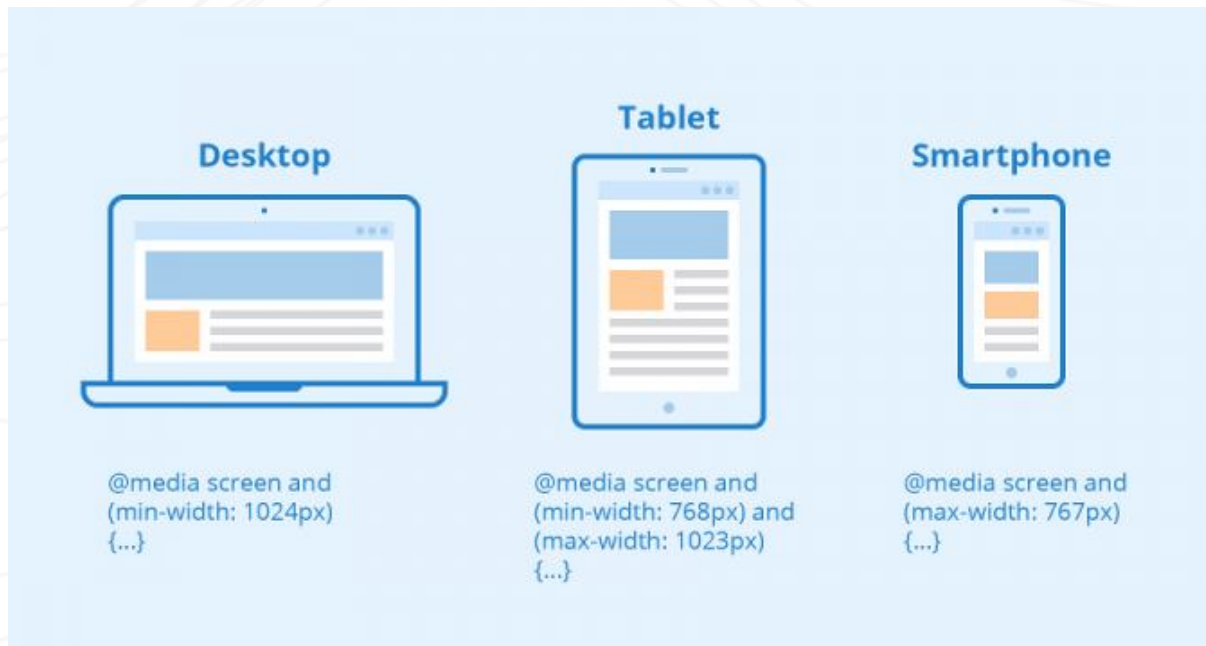 Desktop
@media screen and
(min-width: 1024px)
{...}
Tablet
@media screen and
(min-width: 768px) and
(max-width: 1023px)
{...}
Smartphone
@media screen and
(max-width: 767px)
{...}